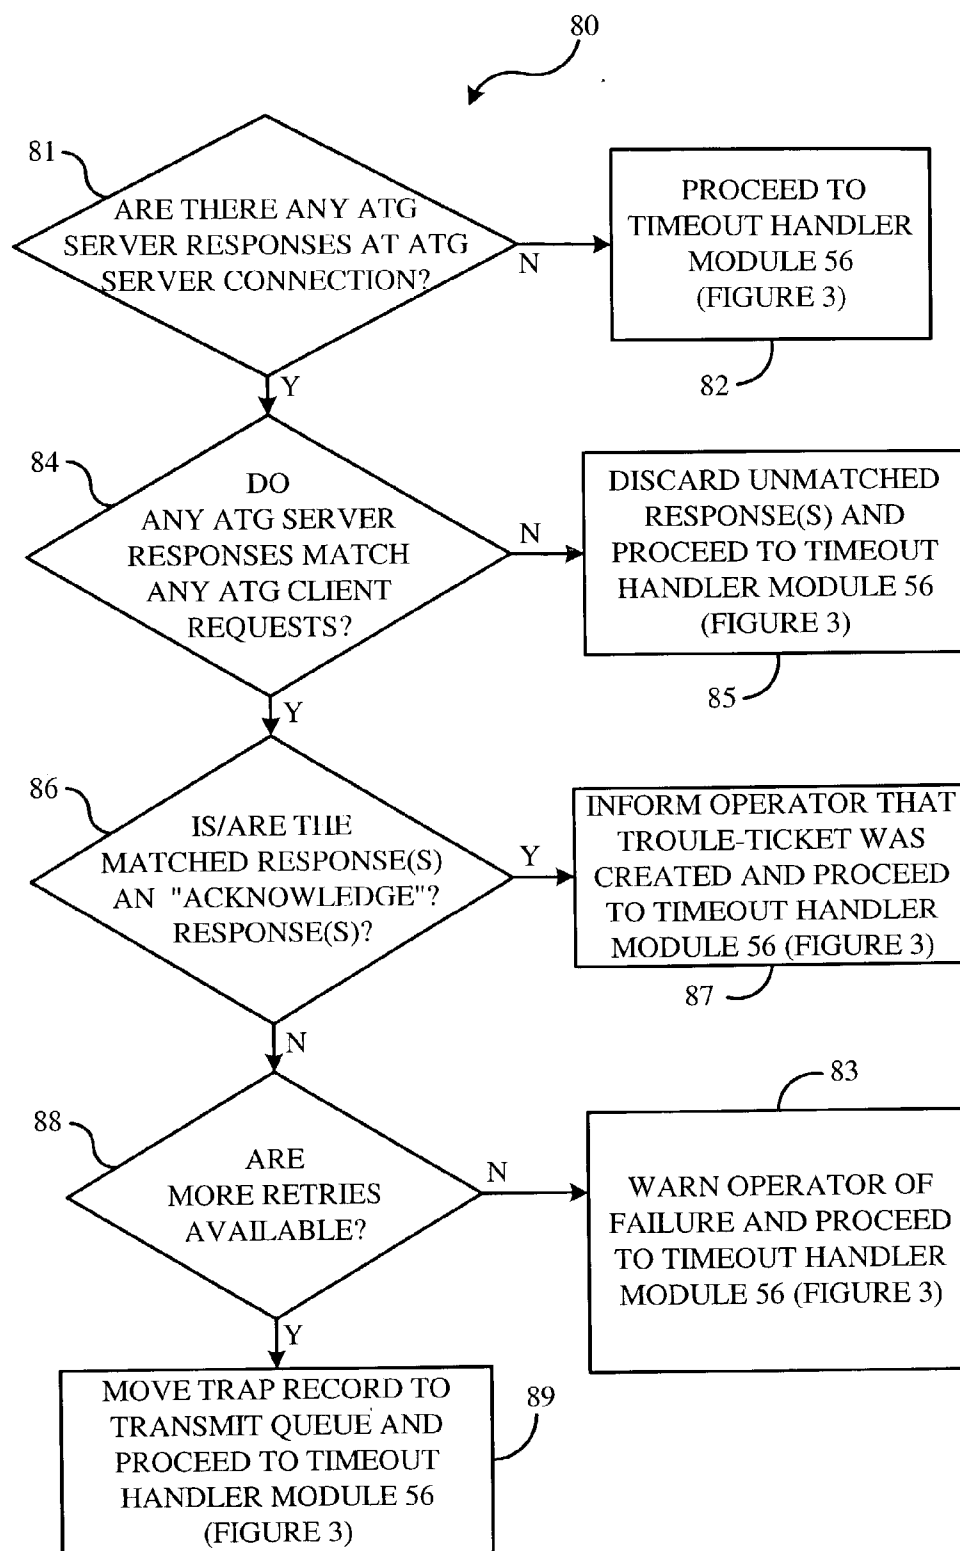 80
81
ARE THERE ANY ATG
SERVER RESPONSES AT ATG
SERVER CONNECTION?
N
PROCEED TO
TIMEOUT HANDLER
MODULE 56
(FIGURE 3)
82
Y
84
DO
ANY ATG SERVER
RESPONSES MATCH
ANY ATG CLIENT
REQUESTS?
N
DISCARD UNMATCHED
RESPONSE(S) AND
PROCEED TO TIMEOUT
HANDLER MODULE 56
(FIGURE 3)
85
Y
86
IS/ARE THE
MATCHED RESPONSE(S)
AN "ACKNOWLEDGE"?
RESPONSE(S)?
Y
INFORM OPERATOR THAT
TROULE-TICKET WAS
CREATED AND PROCEED
TO TIMEOUT HANDLER
MODULE 56 (FIGURE 3)
87
N
88
ARE
MORE RETRIES
AVAILABLE?
N
83
WARN OPERATOR OF
FAILURE AND PROCEED
TO TIMEOUT HANDLER
MODULE 56 (FIGURE 3)
Y
MOVE TRAP RECORD TO
TRANSMIT QUEUE AND
PROCEED TO TIMEOUT
HANDLER MODULE 56
(FIGURE 3)
89